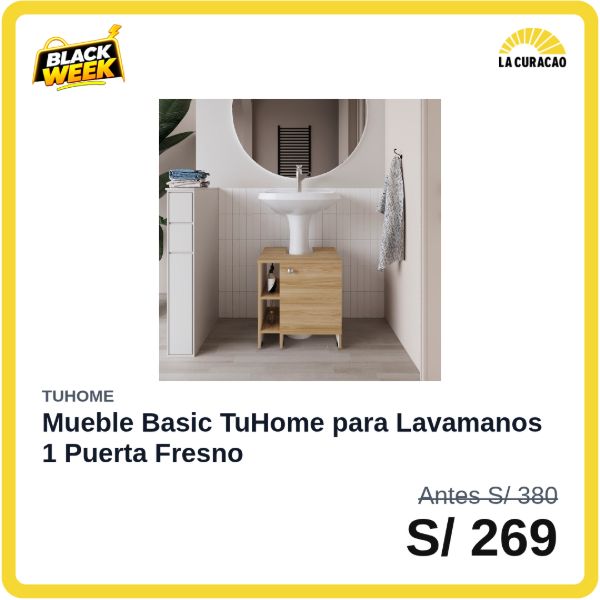 BLACK
WEEK
LA CURACAO
TUHOME
Mueble Basic TuHome para Lavamanos
1 Puerta Fresno
Antes S/ 380
S/ 269